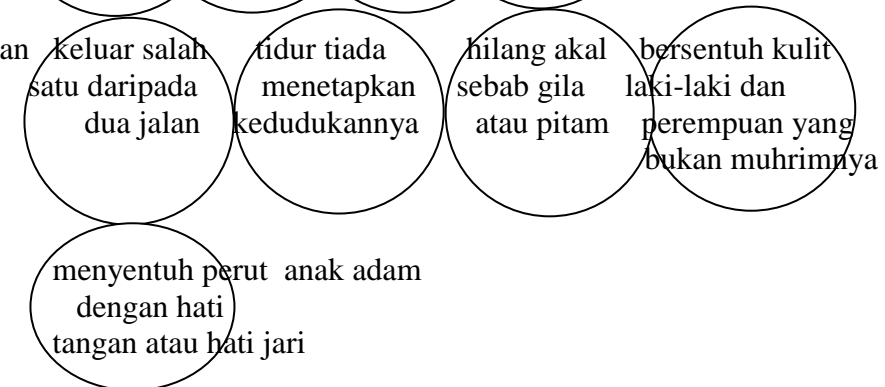 an keluar salah tidur tiada hilang akal bersentuh kulit
satu daripada menetapkan sebab gila laki-laki dan
dua jalan kedudukannya atau pitam perempuan yang
bukan muhrimnya
menyentuh perut anak adam
dengan hati
tangan atau hati jari